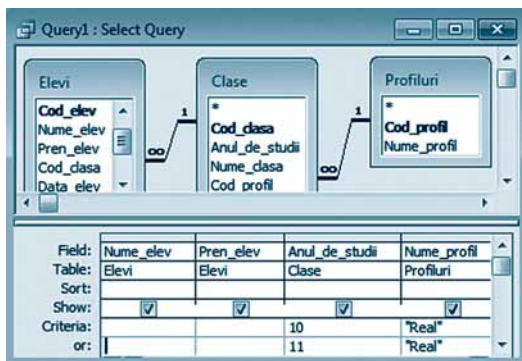 Query1 : Select Query
Elevi
Cod_elev
Nume_elev
Pren_elev
Cod_clasa
Data_elev
Clase
*
Cod_clasa
Anul_de_studii
Nume_clasa
Cod_profil
Profiluri
*
Cod_profil
Nume_profil
∞ 1
∞ 1
Field: Nume_elev Pren_elev Anul_de_studii Nume_profil
Table: Elevi Elevi Clase Profiluri
Sort:
Show:
Criteria: 10 "Real"
or: 11 "Real"